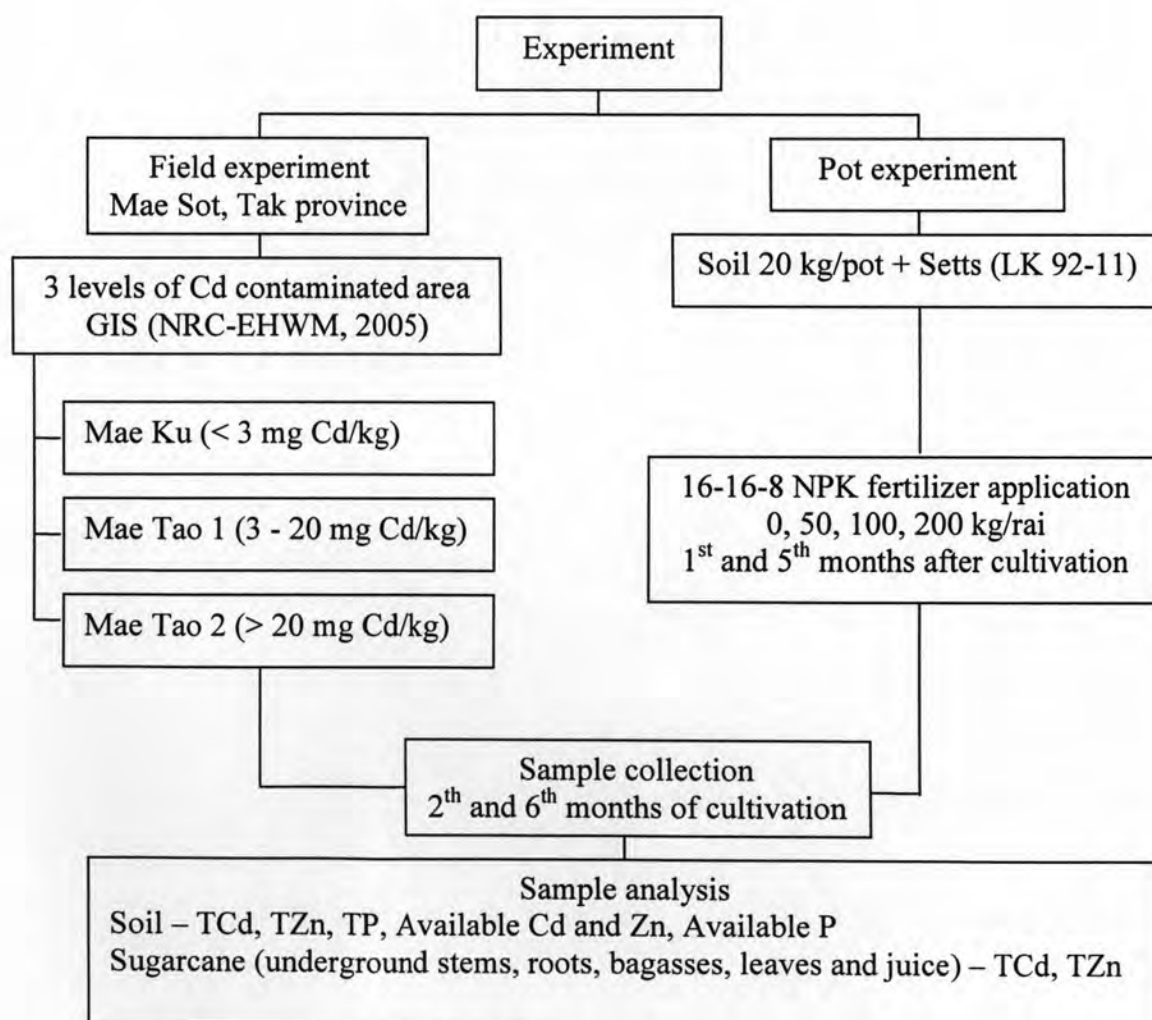 Experiment
Field experiment
Mae Sot, Tak province
Pot experiment
3 levels of Cd contaminated area
GIS (NRC-EHWM, 2005)
Soil 20 kg/pot + Setts (LK 92-11)
Mae Ku (< 3 mg Cd/kg)
Mae Tao 1 (3 - 20 mg Cd/kg)
Mae Tao 2 (> 20 mg Cd/kg)
16-16-8 NPK fertilizer application
0, 50, 100, 200 kg/rai
1st and 5th months after cultivation
Sample collection
2th and 6th months of cultivation
Sample analysis
Soil – TCd, TZn, TP, Available Cd and Zn, Available P
Sugarcane (underground stems, roots, bagasses, leaves and juice) – TCd, TZn